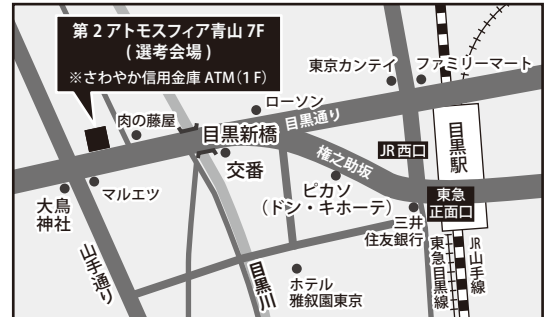 第2アトモスフィア青山 7F
(選考会場)
※さわやか信用金庫 ATM(1F)
東京カンテイ
ファミリーマート
ローソン
目黒通り
肉の藤屋
目黒新橋
交番
権之助坂
JR西口
目黒駅
マルエツ
大鳥
神社
ピカソ
(ドン・キホーテ)
東急
正面口
三井
住友銀行
山手通り
目黒川
ホテル
雅叙園東京
東急目黒線
JR山手線